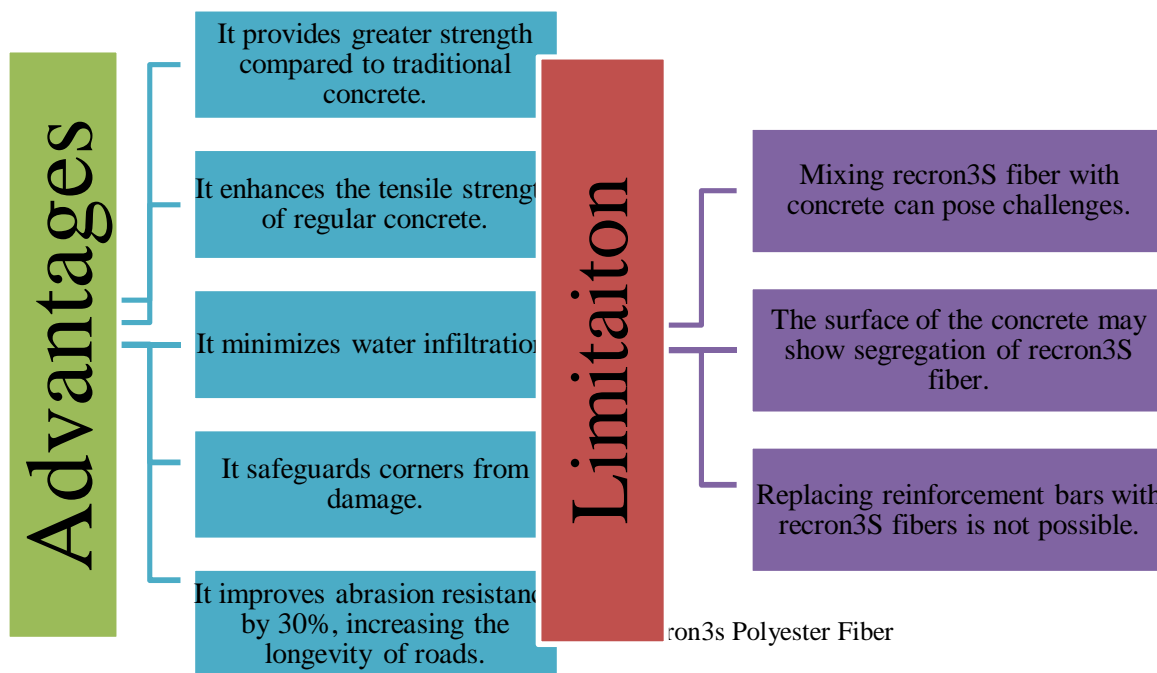 Advantages
It provides greater strength
compared to traditional
concrete.
It enhances the tensile strengt
of regular concrete.
It minimizes water infiltration
It safeguards corners from
damage.
It improves abrasion resistanc
by 30%, increasing the
longevity of roads.
Limitaiton
Mixing recron3S fiber with
concrete can pose challenges.
The surface of the concrete may
show segregation of recron3S
fiber.
Replacing reinforcement bars with
recron3S fibers is not possible.
cron3s Polyester Fiber